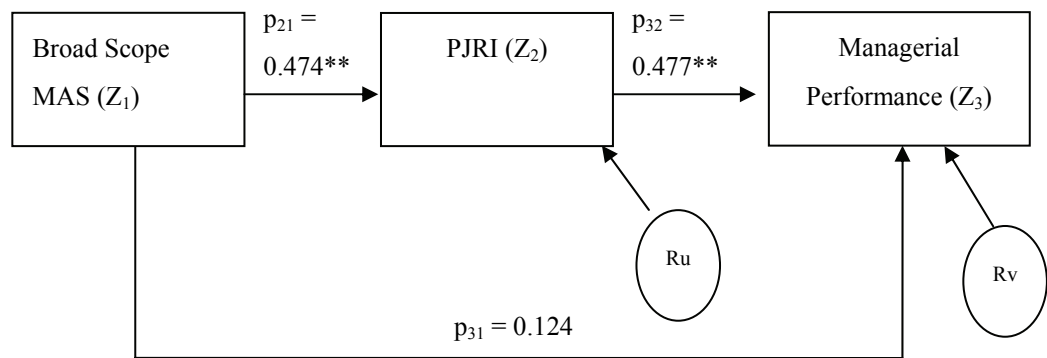 Broad Scope
MAS (Z₁)
p₂₁ =
0.474**
PJRI (Z₂)
p₃₂ =
0.477**
Managerial
Performance (Z₃)
Ru
Rv
p₃₁ = 0.124